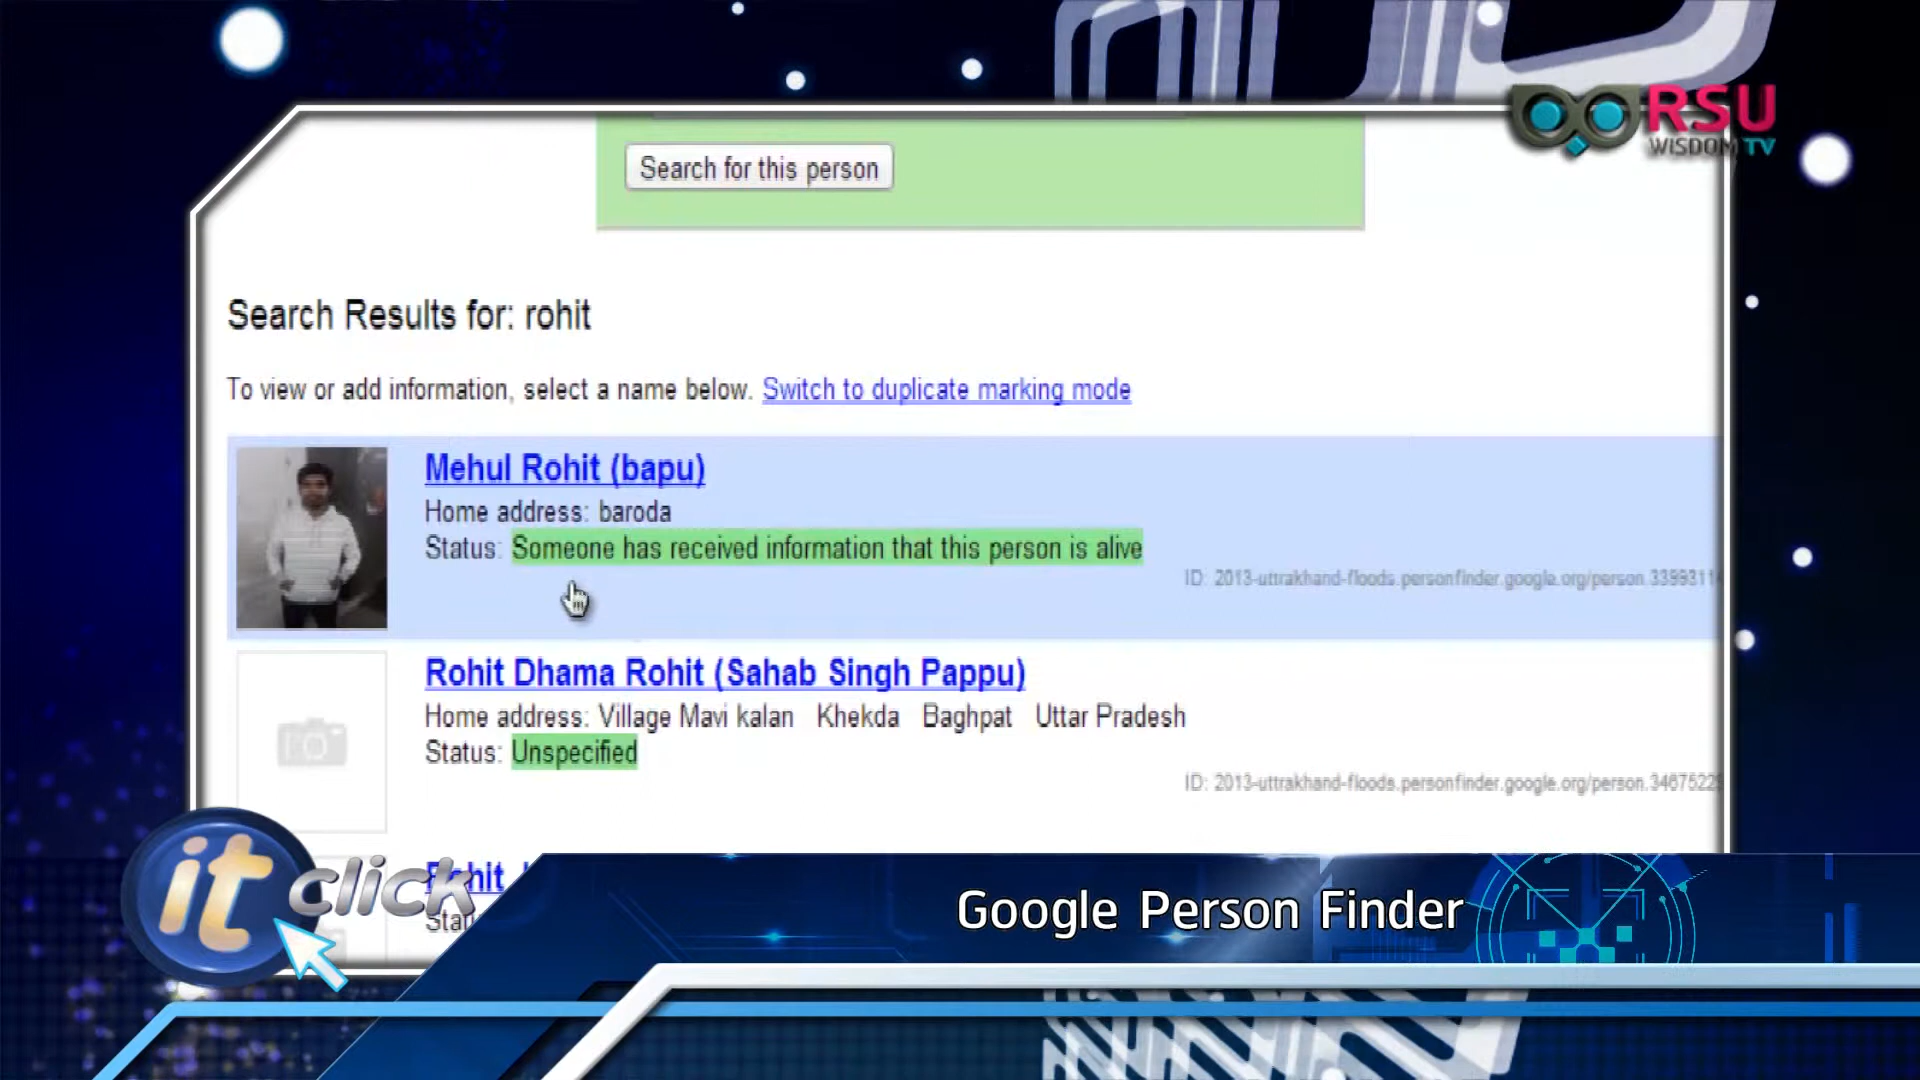 RSU
WISDOM TV
Search for this person
Search Results for: rohit
To view or add information, select a name below. Switch to duplicate marking mode
Mehul Rohit (bapu)
Home address: baroda
Status: Someone has received information that this person is alive
ID: 2013-uttrakhand-floods.personfinder.google.org/person.3399311
Rohit Dhama Rohit (Sahab Singh Pappu)
Home address: Village Mavi kalan Khekda Baghpat Uttar Pradesh
Status: Unspecified
ID: 2013-uttrakhand-floods.personfinder.google.org/person.3467522
it click
Google Person Finder